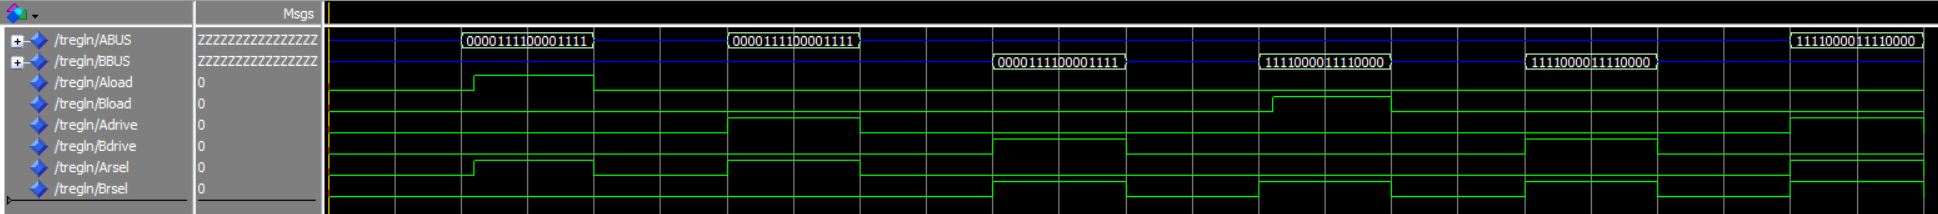 Msgs
/tregln/ABUS ZZZZZZZZZZZZZZZZ 0000111100001111 0000111100001111 1111000011110000
/tregln/BBUS ZZZZZZZZZZZZZZZZ 0000111100001111 1111000011110000 1111000011110000
/tregln/Aload 0
/tregln/Bload 0
/tregln/Adrive 0
/tregln/Bdrive 0
/tregln/Arsel 0
/tregln/Brsel 0